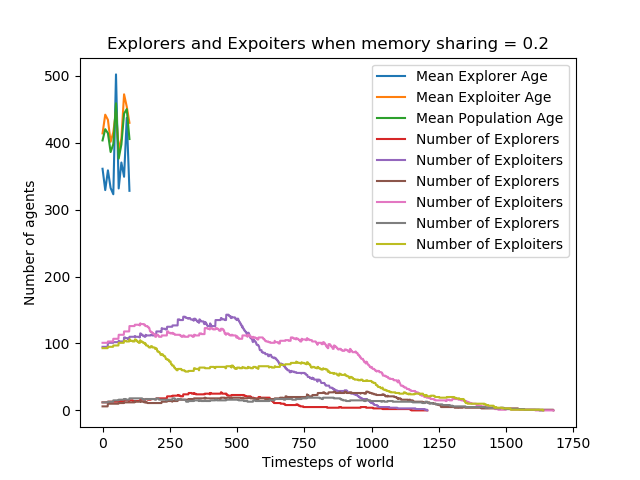 Explorers and Expoiters when memory sharing = 0.2
Number of agents
500
400
300
200
100
0
Mean Explorer Age
Mean Exploiter Age
Mean Population Age
Number of Explorers
Number of Exploiters
Number of Explorers
Number of Exploiters
Number of Explorers
Number of Exploiters
0 250 500 750 1000 1250 1500 1750
Timesteps of world